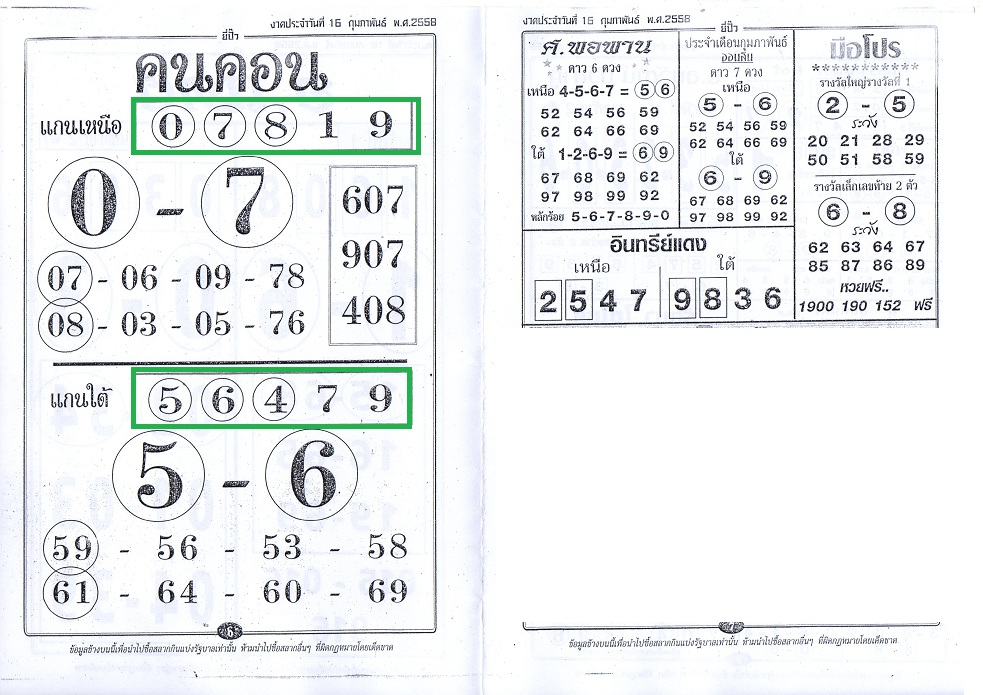 งวดประจำวันที่ 16 กุมภาพันธ์ พ.ศ.2558
ยี่ปั๊ว
คนคอน
แกนเหนือ 0 7 8 1 9
0 - 7
607
907
408
07 - 06 - 09 - 78
08 - 03 - 05 - 76
แกนใต้ 5 6 4 7 9
5 - 6
59 - 56 - 53 - 58
61 - 64 - 60 - 69
6
ข้อมูลข้างบนนี้เพื่อนำไปซื้อสลากกินแบ่งรัฐบาลเท่านั้น ห้ามนำไปซื้อสลากอื่นๆ ที่ผิดกฎหมายโดยเด็ดขาด
งวดประจำวันที่ 16 กุมภาพันธ์ พ.ศ.2558
ยี่ปั๊ว
ศ.พอพาน
ดาว 6 ดวง
เหนือ 4-5-6-7 = 5 6
52 54 56 59
62 64 66 69
ใต้ 1-2-6-9 = 6 9
67 68 69 62
97 98 99 92
หลักร้อย 5-6-7-8-9-0
ประจำเดือนกุมภาพันธ์
ออมสิน
ดาว 7 ดวง
เหนือ
5 - 6
52 54 56 59
62 64 66 69
ใต้
6 - 9
67 68 69 62
97 98 99 92
มือโปร
***********
รางวัลใหญ่รางวัลที่ 1
2 - 5
ระวัง
20 21 28 29
50 51 58 59
รางวัลเล็กเลขท้าย 2 ตัว
6 - 8
ระวัง
62 63 64 67
85 87 86 89
หวยฟรี..
1900 190 152 ฟรี
อินทรีย์แดง
เหนือ ใต้
2 5 4 7 9 8 3 6
ข้อมูลข้างบนนี้เพื่อนำไปซื้อสลากกินแบ่งรัฐบาลเท่านั้น ห้ามนำไปซื้อสลากอื่นๆ ที่ผิดกฎหมายโดยเด็ดขาด